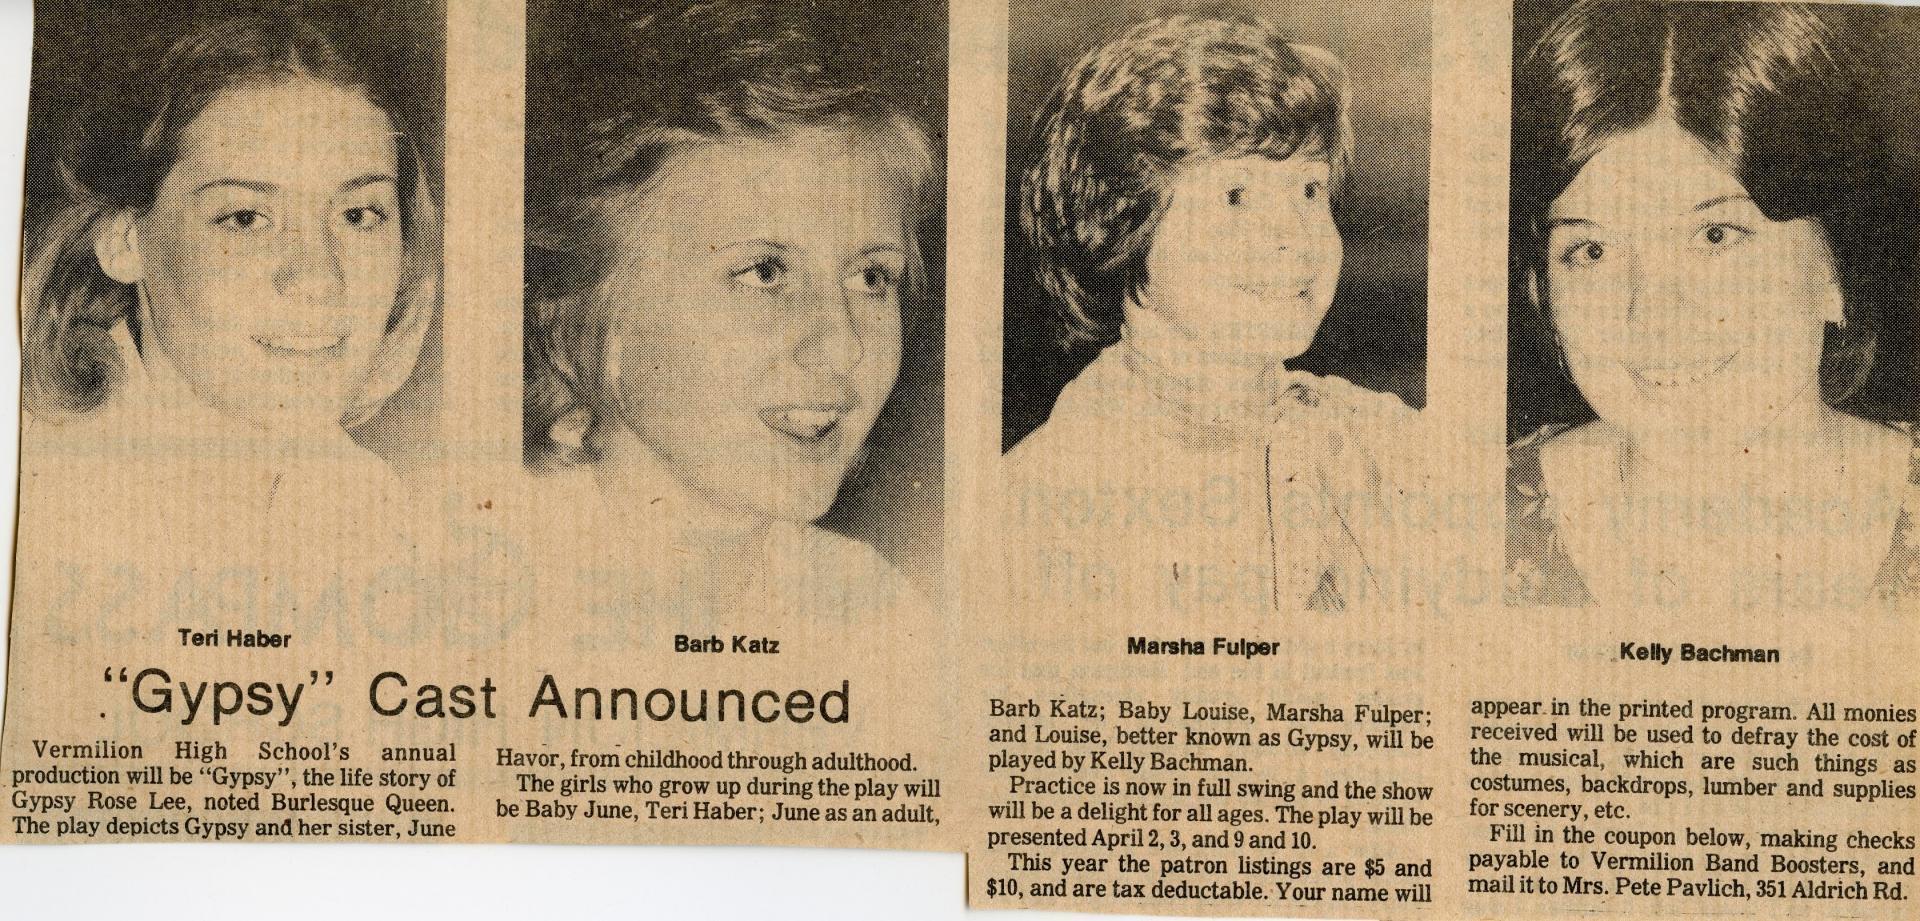 Teri Haber
Barb Katz
Marsha Fulper
Kelly Bachman
"Gypsy" Cast Announced
Vermilion High School's annual
production will be "Gypsy", the life story of
Gypsy Rose Lee, noted Burlesque Queen.
The play depicts Gypsy and her sister, June
Havor, from childhood through adulthood.
The girls who grow up during the play will
be Baby June, Teri Haber; June as an adult,
Barb Katz; Baby Louise, Marsha Fulper;
and Louise, better known as Gypsy, will be
played by Kelly Bachman.
Practice is now in full swing and the show
will be a delight for all ages. The play will be
presented April 2, 3, and 9 and 10.
This year the patron listings are $5 and
$10, and are tax deductable. Your name will
appear in the printed program. All monies
received will be used to defray the cost of
the musical, which are such things as
costumes, backdrops, lumber and supplies
for scenery, etc.
Fill in the coupon below, making checks
payable to Vermilion Band Boosters, and
mail it to Mrs. Pete Pavlich, 351 Aldrich Rd.